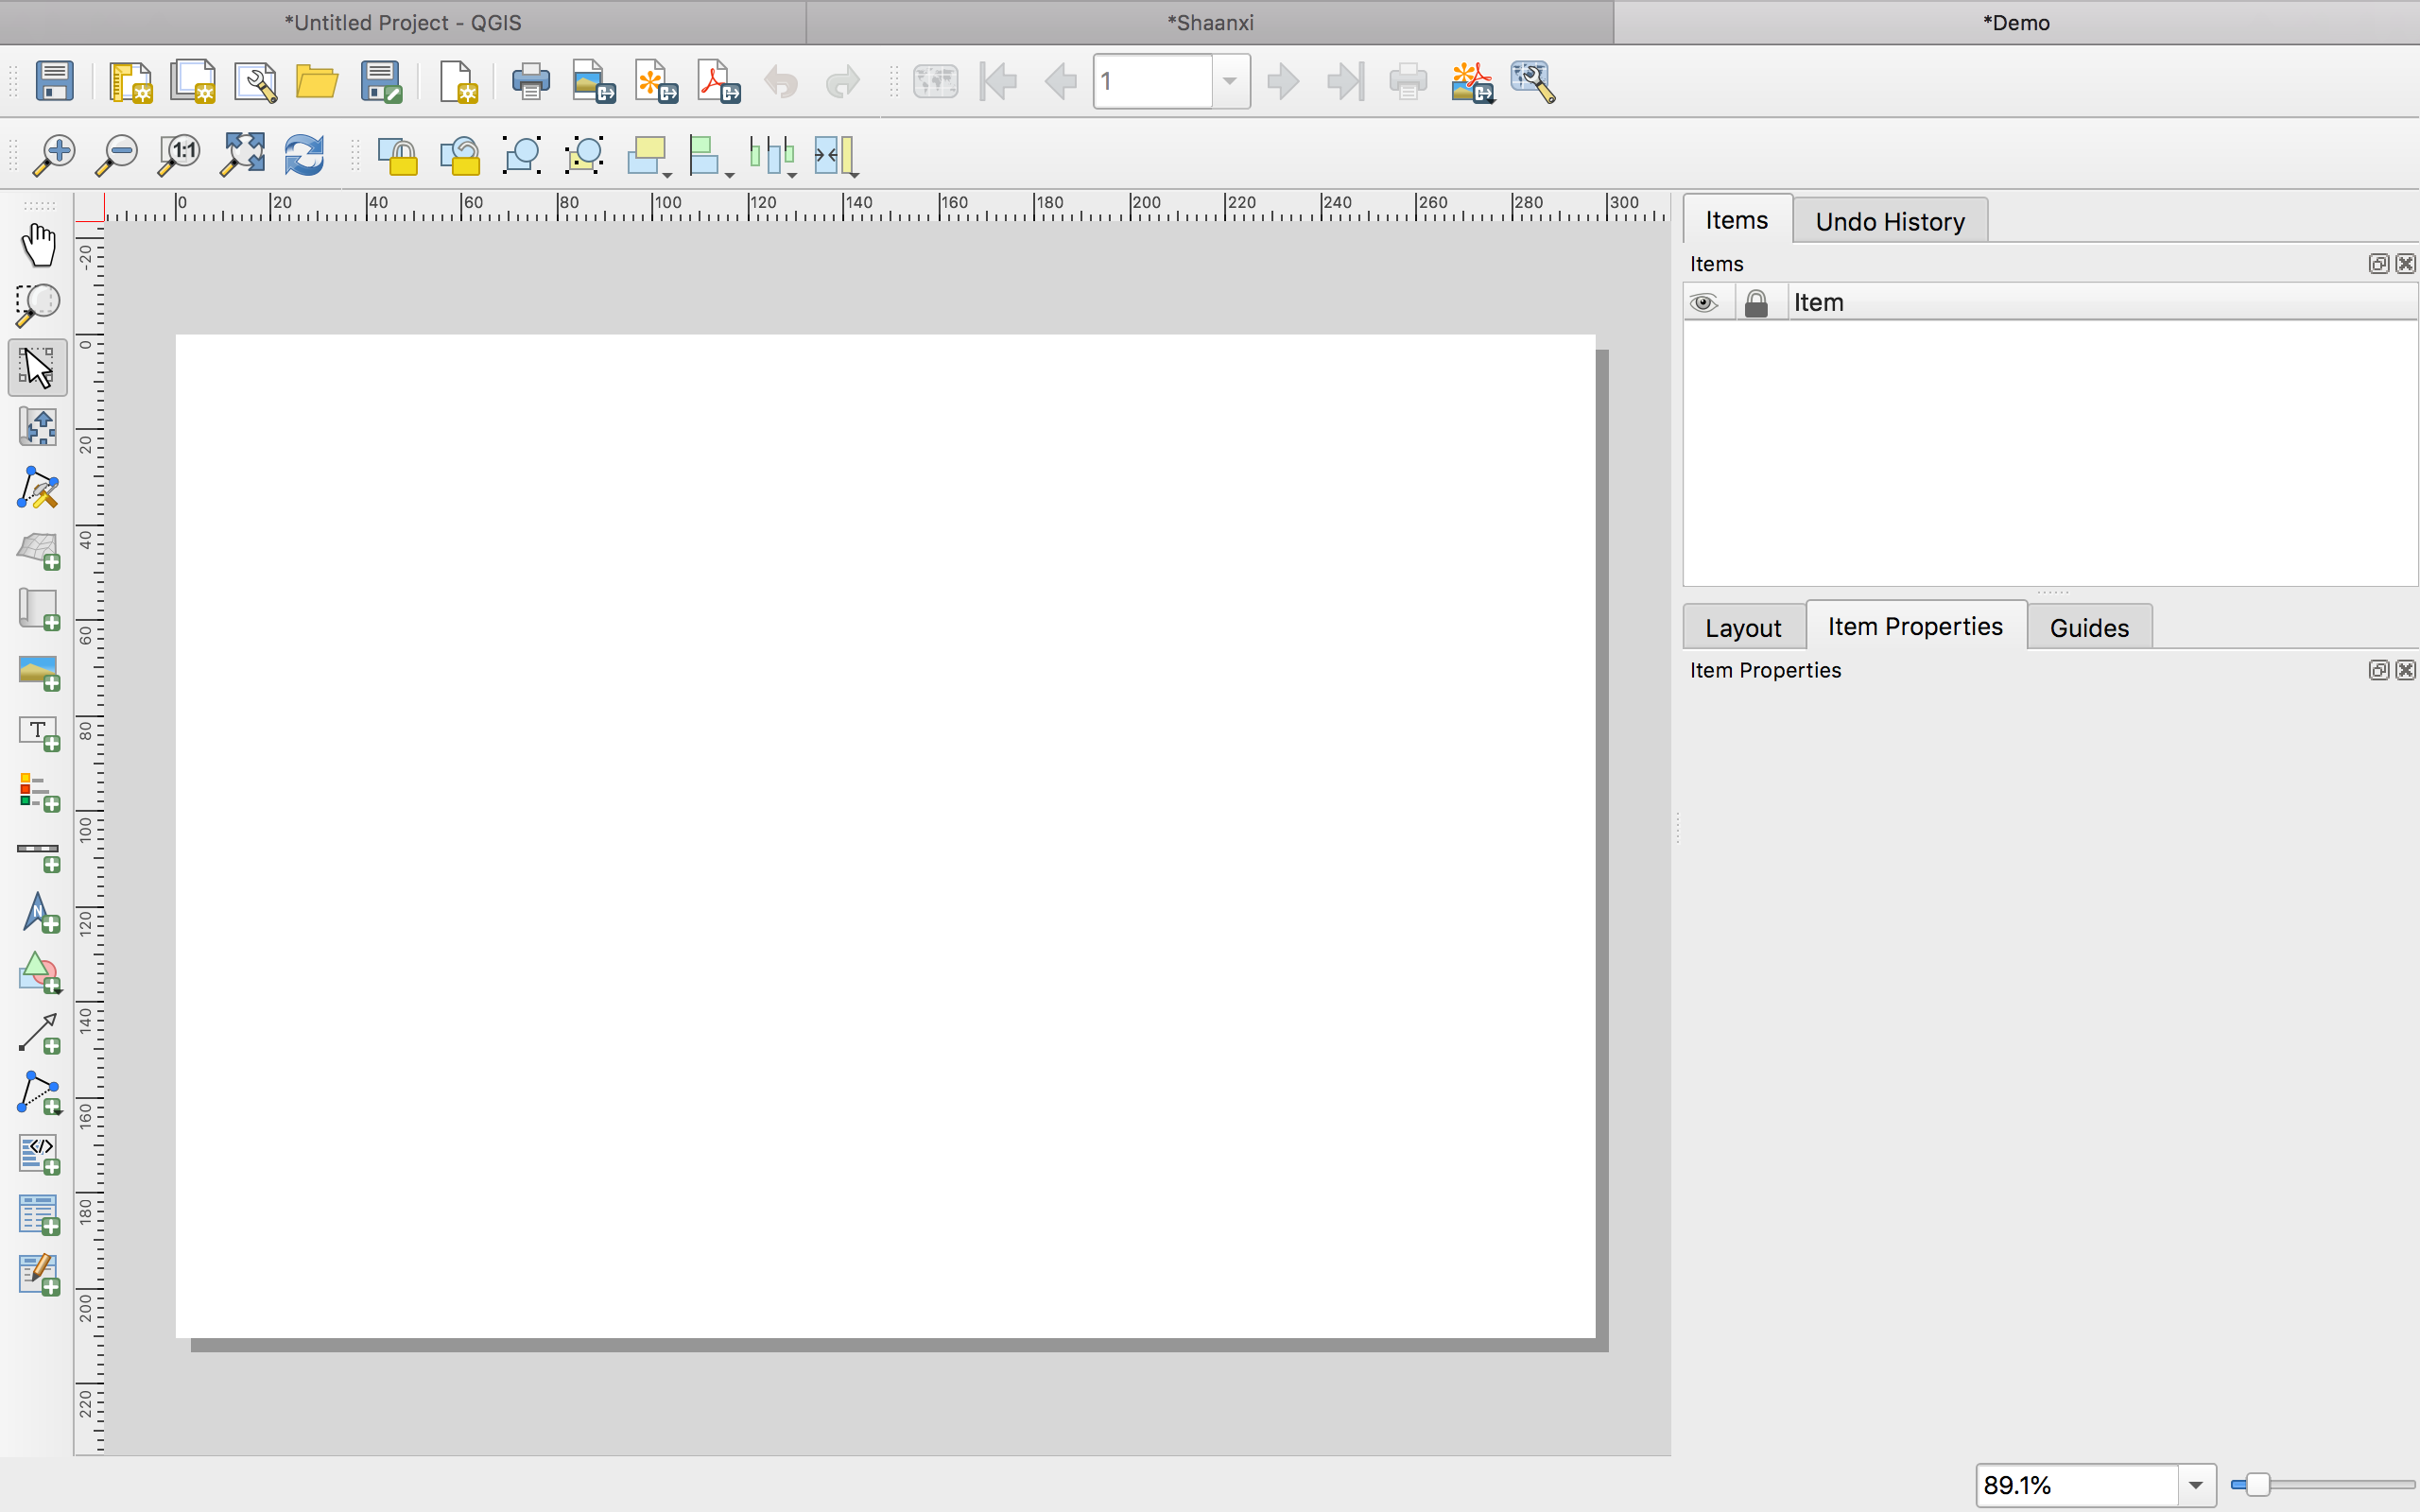 *Untitled Project - QGIS
*Shaanxi
*Demo
1
1:1
0 20 40 60 80 100 120 140 160 180 200 220 240 260 280 300
Items
Undo History
Items
Item
-20
0
20
40
60
80
100
120
140
160
180
200
220
T
N
</>
Layout
Item Properties
Guides
Item Properties
89.1%